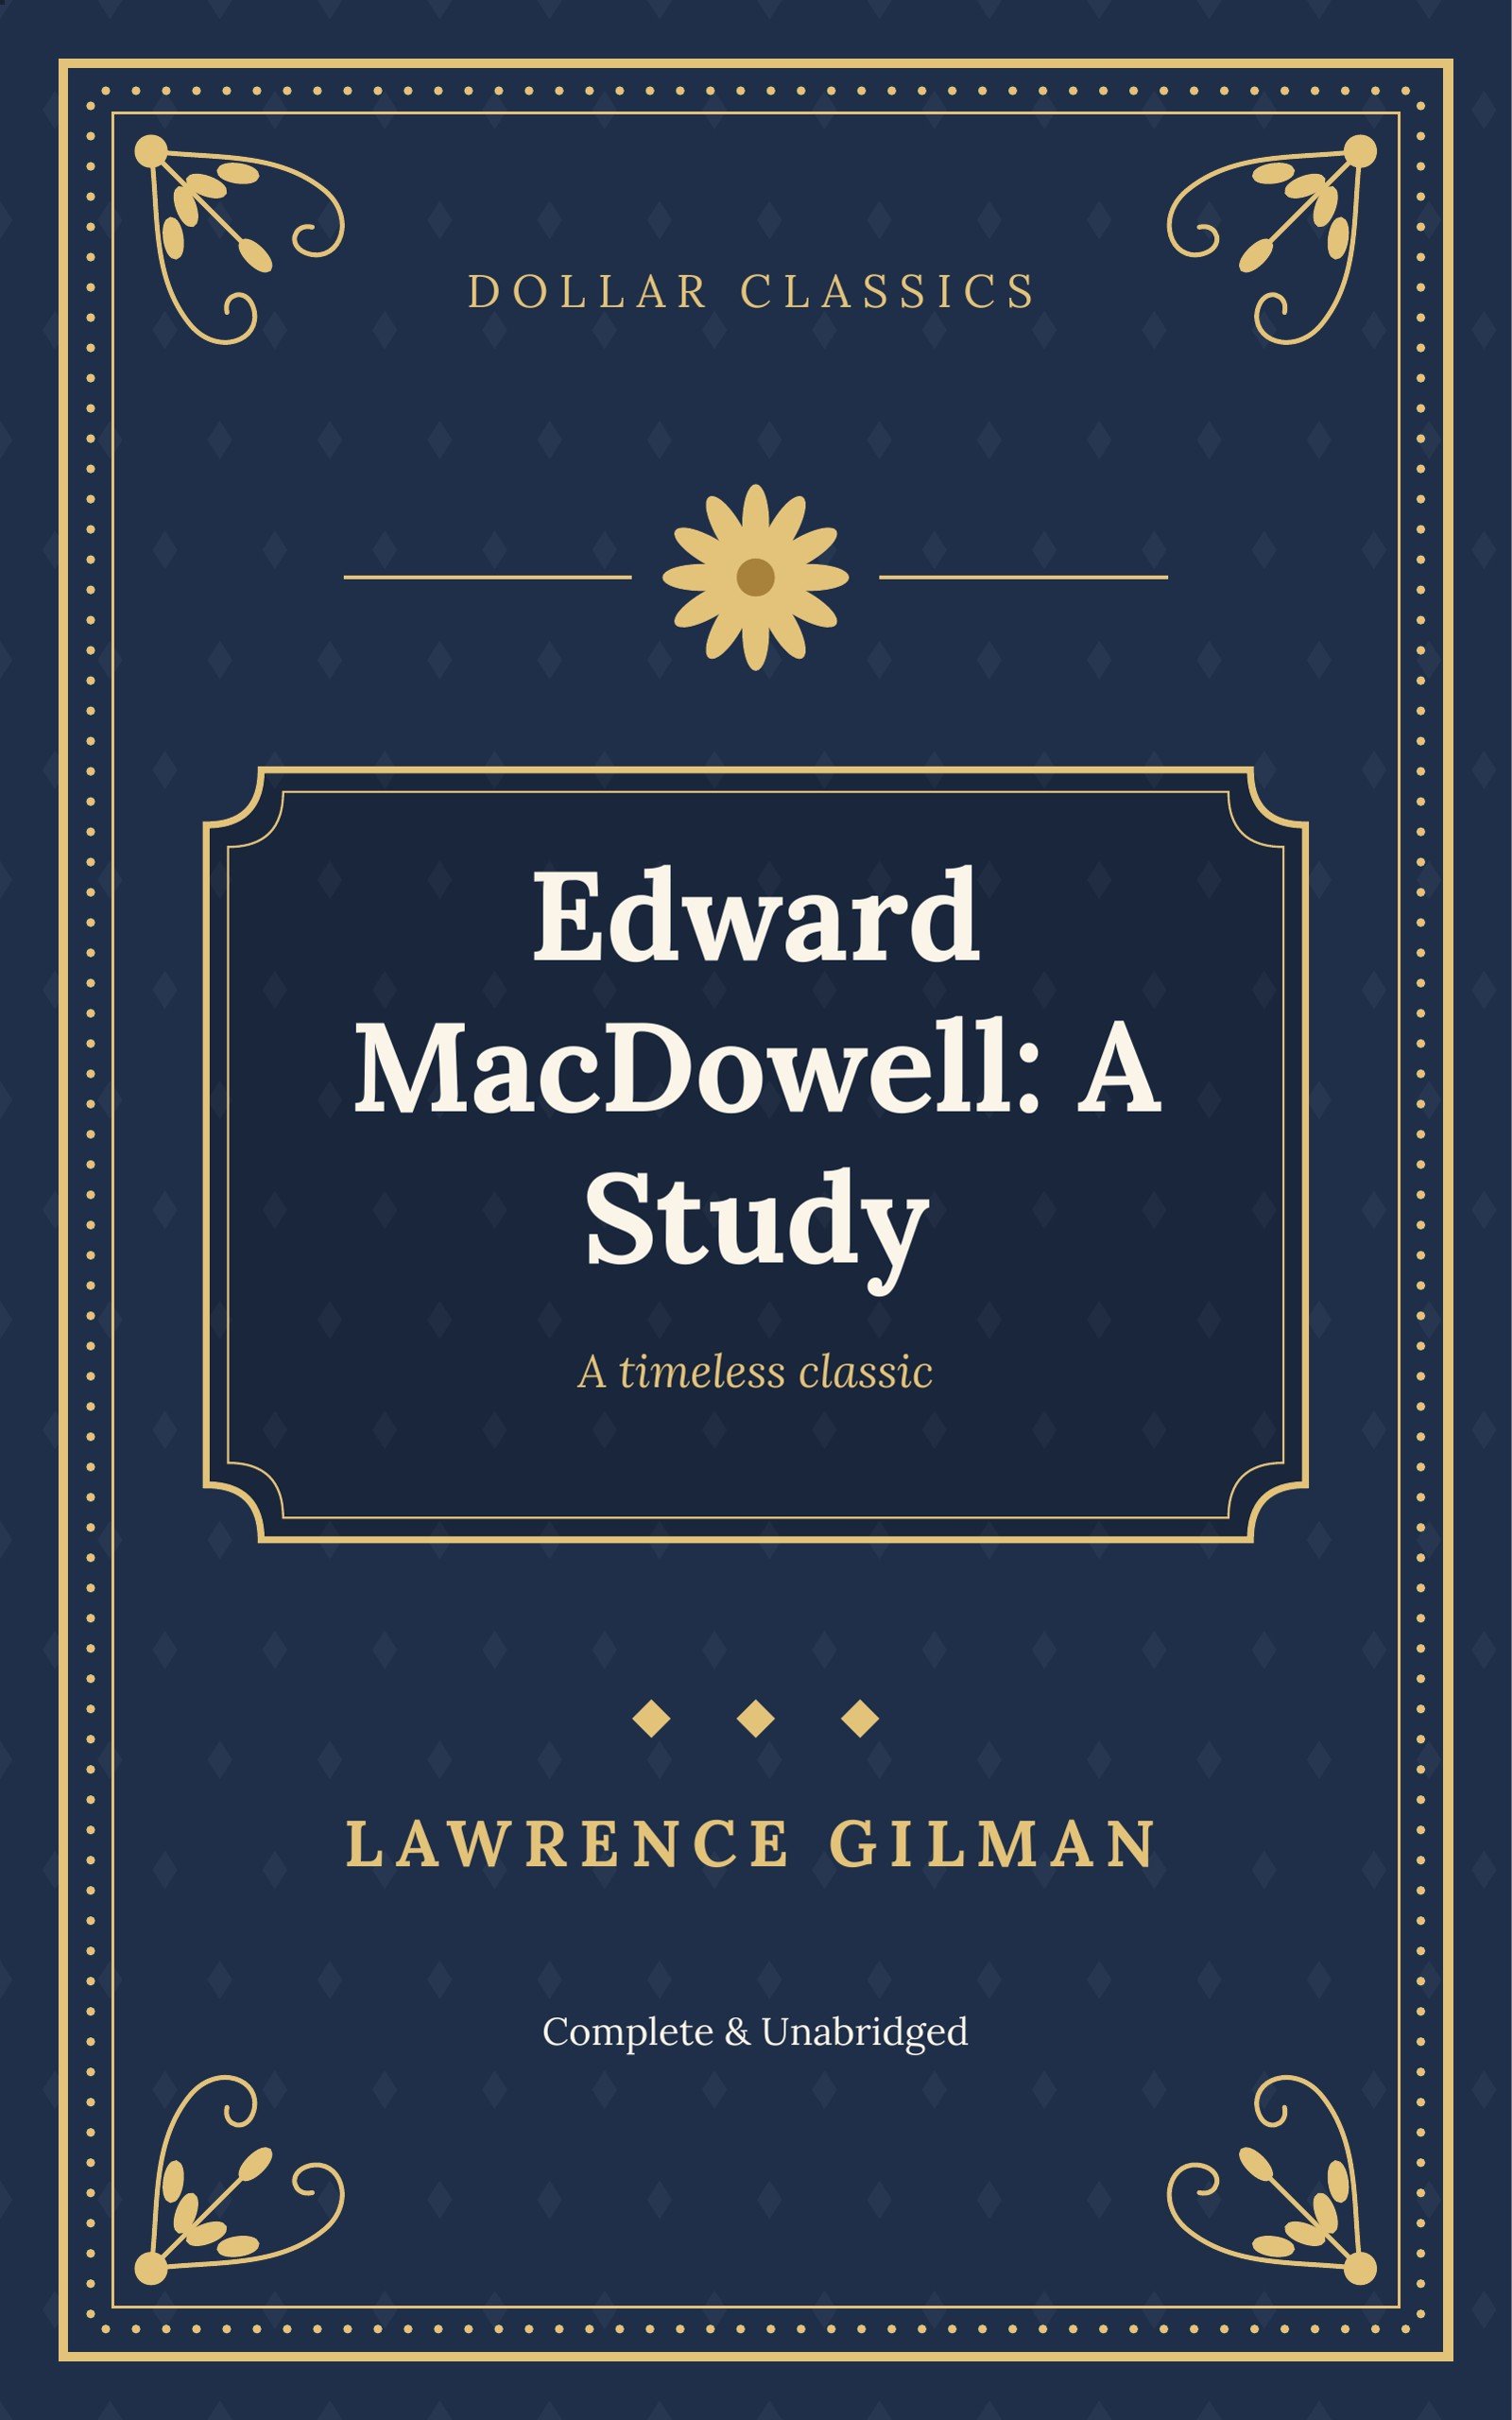 DOLLAR CLASSICS
Edward
MacDowell: A
Study
A timeless classic
LAWRENCE GILMAN
Complete & Unabridged